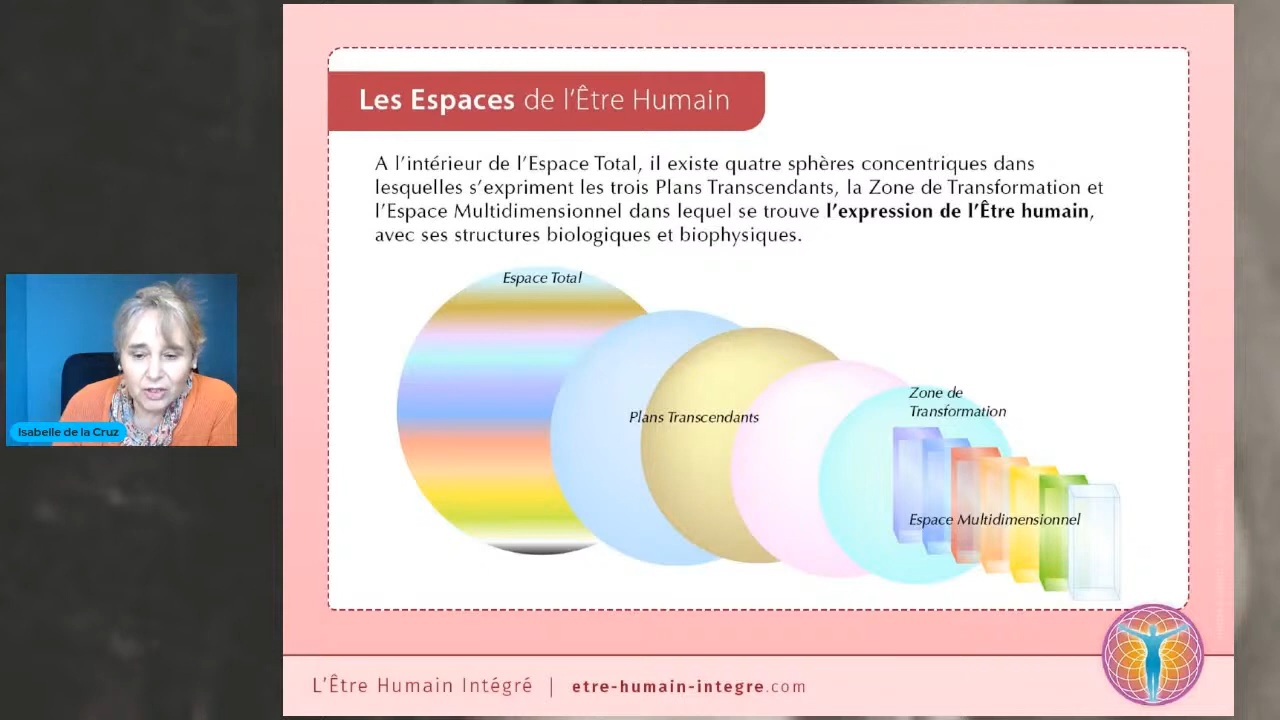 Les Espaces de l'Être Humain
A l'intérieur de l'Espace Total, il existe quatre sphères concentriques dans
lesquelles s'expriment les trois Plans Transcendants, la Zone de Transformation et
l'Espace Multidimensionnel dans lequel se trouve l'expression de l'Être humain,
avec ses structures biologiques et biophysiques.
Espace Total
Plans Transcendants
Zone de
Transformation
Espace Multidimensionnel
Isabelle de la Cruz
L'Être Humain Intégré | etre-humain-integre.com